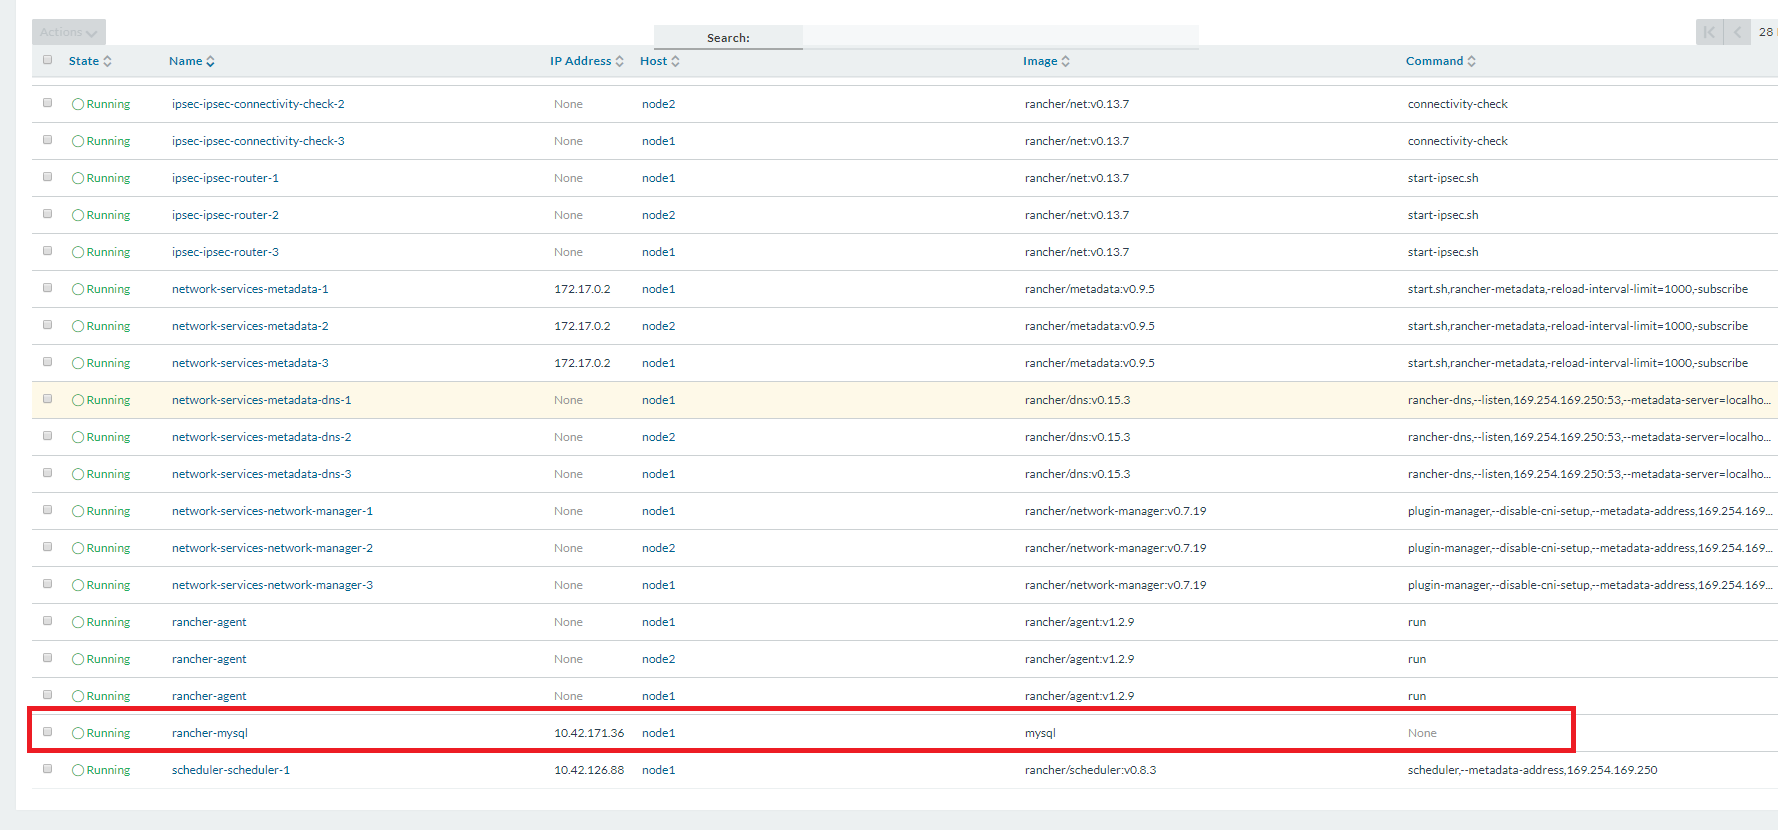 Actions
Search:
28
State Name IP Address Host Image Command
Running ipsec-ipsec-connectivity-check-2 None node2 rancher/net:v0.13.7 connectivity-check
Running ipsec-ipsec-connectivity-check-3 None node1 rancher/net:v0.13.7 connectivity-check
Running ipsec-ipsec-router-1 None node1 rancher/net:v0.13.7 start-ipsec.sh
Running ipsec-ipsec-router-2 None node2 rancher/net:v0.13.7 start-ipsec.sh
Running ipsec-ipsec-router-3 None node1 rancher/net:v0.13.7 start-ipsec.sh
Running network-services-metadata-1 172.17.0.2 node1 rancher/metadata:v0.9.5 start.sh,rancher-metadata,-reload-interval-limit=1000,-subscribe
Running network-services-metadata-2 172.17.0.2 node2 rancher/metadata:v0.9.5 start.sh,rancher-metadata,-reload-interval-limit=1000,-subscribe
Running network-services-metadata-3 172.17.0.2 node1 rancher/metadata:v0.9.5 start.sh,rancher-metadata,-reload-interval-limit=1000,-subscribe
Running network-services-metadata-dns-1 None node1 rancher/dns:v0.15.3 rancher-dns,--listen,169.254.169.250:53,--metadata-server=localho...
Running network-services-metadata-dns-2 None node2 rancher/dns:v0.15.3 rancher-dns,--listen,169.254.169.250:53,--metadata-server=localho...
Running network-services-metadata-dns-3 None node1 rancher/dns:v0.15.3 rancher-dns,--listen,169.254.169.250:53,--metadata-server=localho...
Running network-services-network-manager-1 None node1 rancher/network-manager:v0.7.19 plugin-manager,--disable-cni-setup,--metadata-address,169.254.169...
Running network-services-network-manager-2 None node2 rancher/network-manager:v0.7.19 plugin-manager,--disable-cni-setup,--metadata-address,169.254.169...
Running network-services-network-manager-3 None node1 rancher/network-manager:v0.7.19 plugin-manager,--disable-cni-setup,--metadata-address,169.254.169...
Running rancher-agent None node1 rancher/agent:v1.2.9 run
Running rancher-agent None node2 rancher/agent:v1.2.9 run
Running rancher-agent None node1 rancher/agent:v1.2.9 run
Running rancher-mysql 10.42.171.36 node1 mysql None
Running scheduler-scheduler-1 10.42.126.88 node1 rancher/scheduler:v0.8.3 scheduler,--metadata-address,169.254.169.250